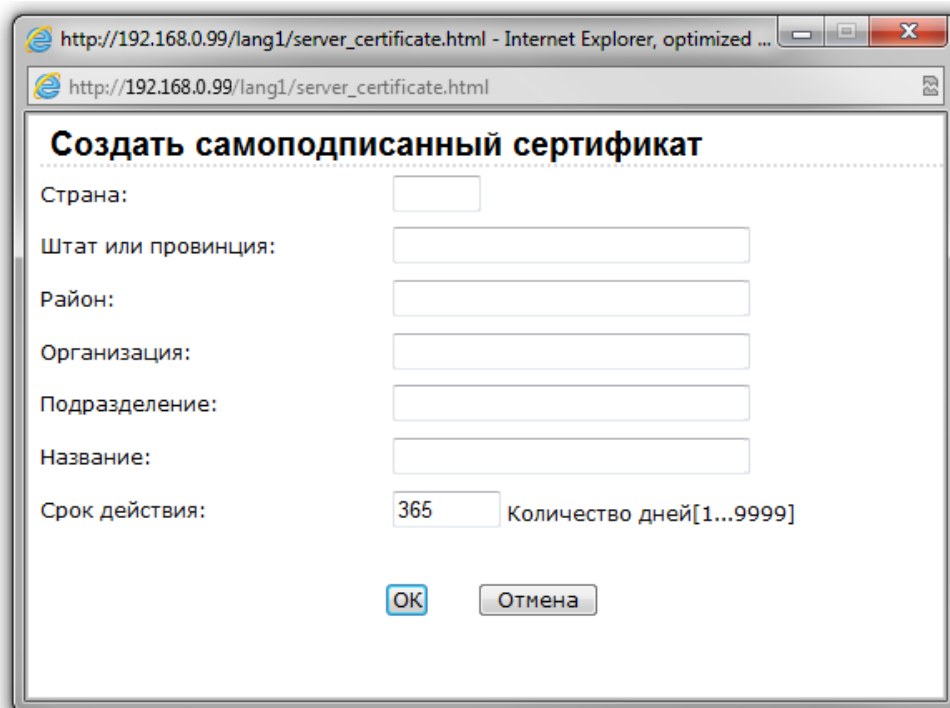 http://192.168.0.99/lang1/server_certificate.html - Internet Explorer, optimized ...
http://192.168.0.99/lang1/server_certificate.html
Создать самоподписанный сертификат
Страна:
Штат или провинция:
Район:
Организация:
Подразделение:
Название:
Срок действия: 365 Количество дней[1...9999]
OK Отмена